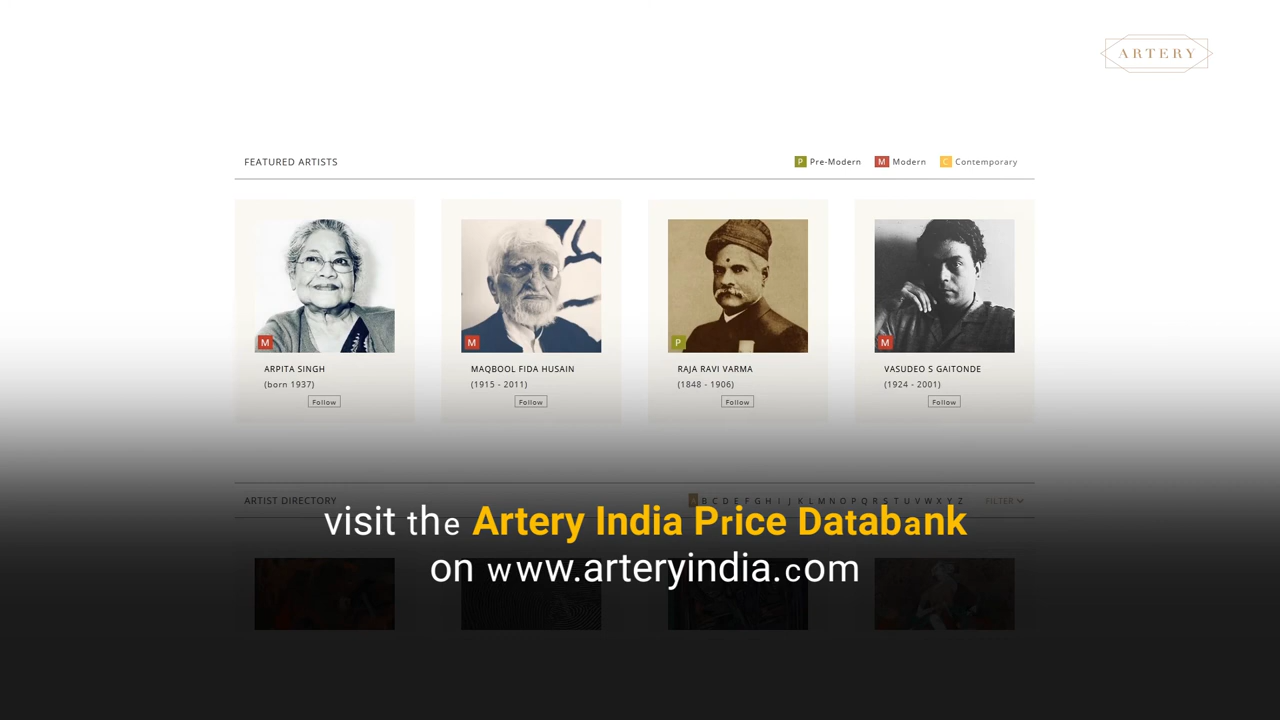 ARTERY
FEATURED ARTISTS
P Pre-Modern M Modern C Contemporary
M
M
P
M
ARPITA SINGH
(born 1937)
Follow
MAQBOOL FIDA HUSAIN
(1915 - 2011)
Follow
RAJA RAVI VARMA
(1848 - 1906)
Follow
VASUDEO S GAITONDE
(1924 - 2001)
Follow
ARTIST DIRECTORY
A B C D E F G H I J K L M N O P Q R S T U V W X Y Z FILTER
visit the Artery India Price Databank
on www.arteryindia.com